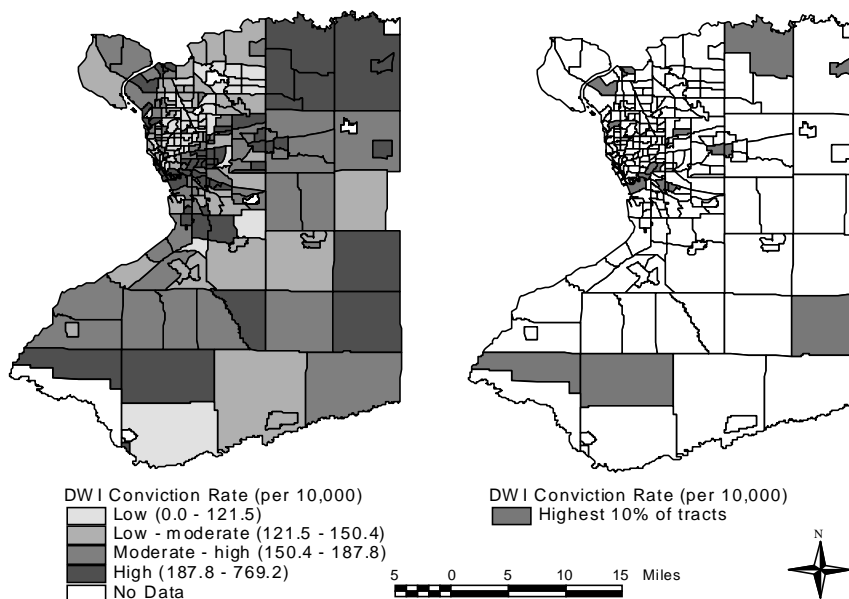 DWI Conviction Rate (per 10,000)
Low (0.0 - 121.5)
Low - moderate (121.5 - 150.4)
Moderate - high (150.4 - 187.8)
High (187.8 - 769.2)
No Data
DWI Conviction Rate (per 10,000)
Highest 10% of tracts
5 0 5 10 15 Miles
N